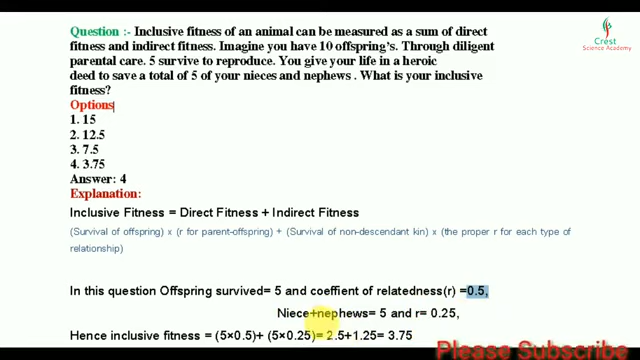 Crest
Science Academy
Question :- Inclusive fitness of an animal can be measured as a sum of direct
fitness and indirect fitness. Imagine you have 10 offspring's. Through diligent
parental care. 5 survive to reproduce. You give your life in a heroic
deed to save a total of 5 of your nieces and nephews . What is your inclusive
fitness?
Options
1. 15
2. 12.5
3. 7.5
4. 3.75
Answer: 4
Explanation:
Inclusive Fitness = Direct Fitness + Indirect Fitness
(Survival of offspring) x (r for parent-offspring) + (Survival of non-descendant kin) x (the proper r for each type of
relationship)
In this question Offspring survived= 5 and coeffient of relatedness(r) =0.5,
Niece+nephews= 5 and r= 0.25,
Hence inclusive fitness = (5×0.5)+ (5×0.25)= 2.5+1.25= 3.75
Please Subscribe